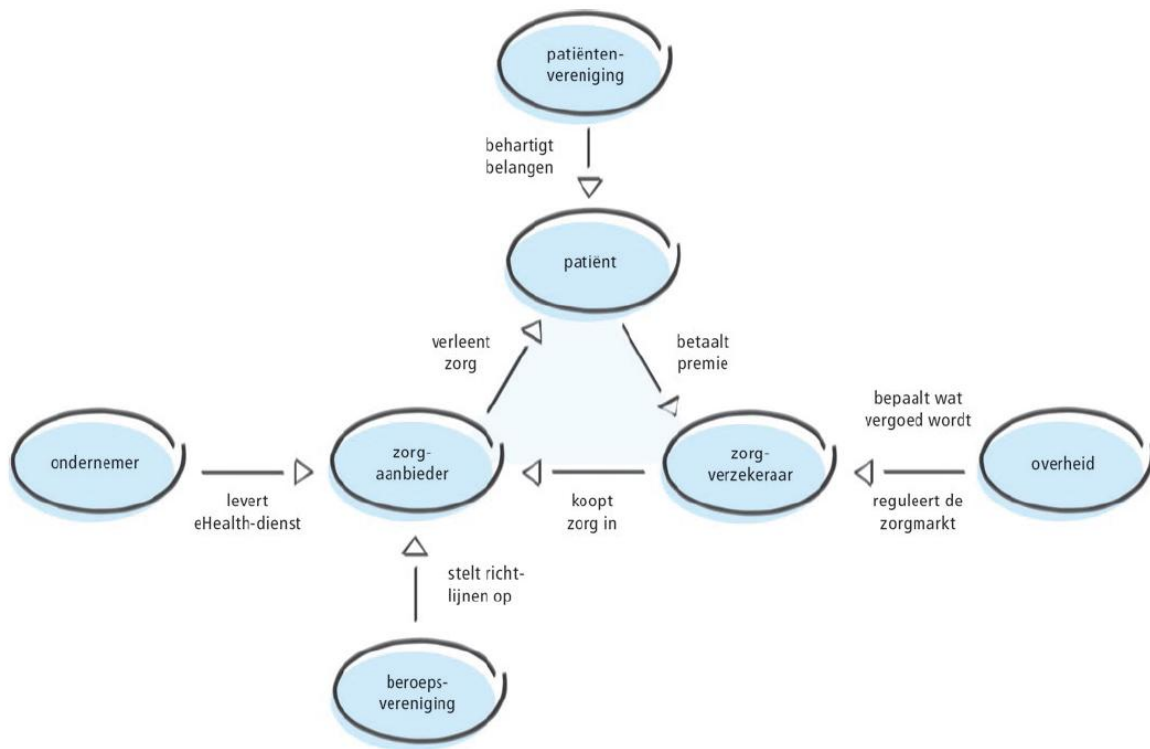 patiënten-
vereniging
behartigt
belangen
patiënt
verleent
zorg
betaalt
premie
bepaalt wat
vergoed wordt
ondernemer
zorg-
aanbieder
zorg-
verzekeraar
overheid
levert
eHealth-dienst
koopt
zorg in
reguleert de
zorgmarkt
stelt richt-
lijnen op
beroeps-
vereniging